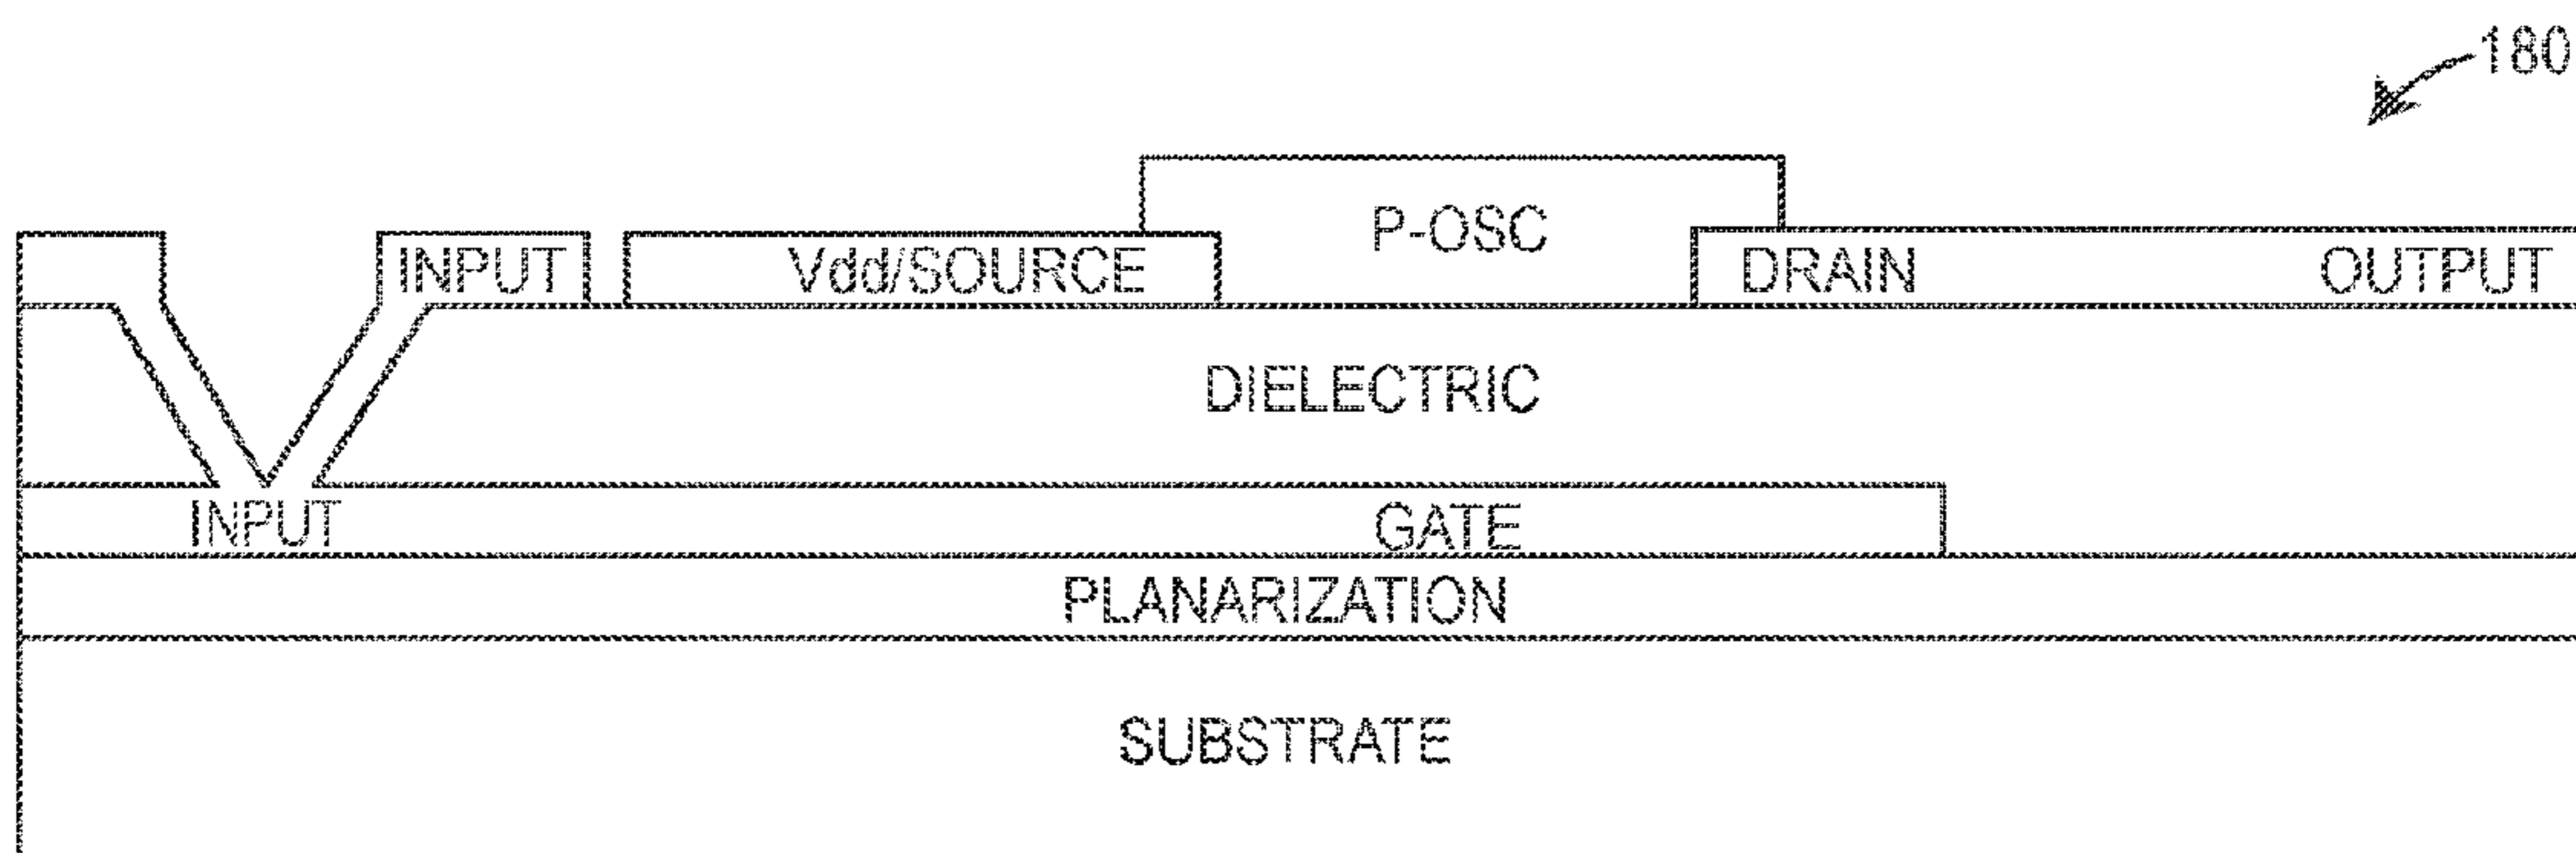 180
P-OSC
INPUT
Vdd/SOURCE
DRAIN
OUTPUT
DIELECTRIC
INPUT
GATE
PLANARIZATION
SUBSTRATE